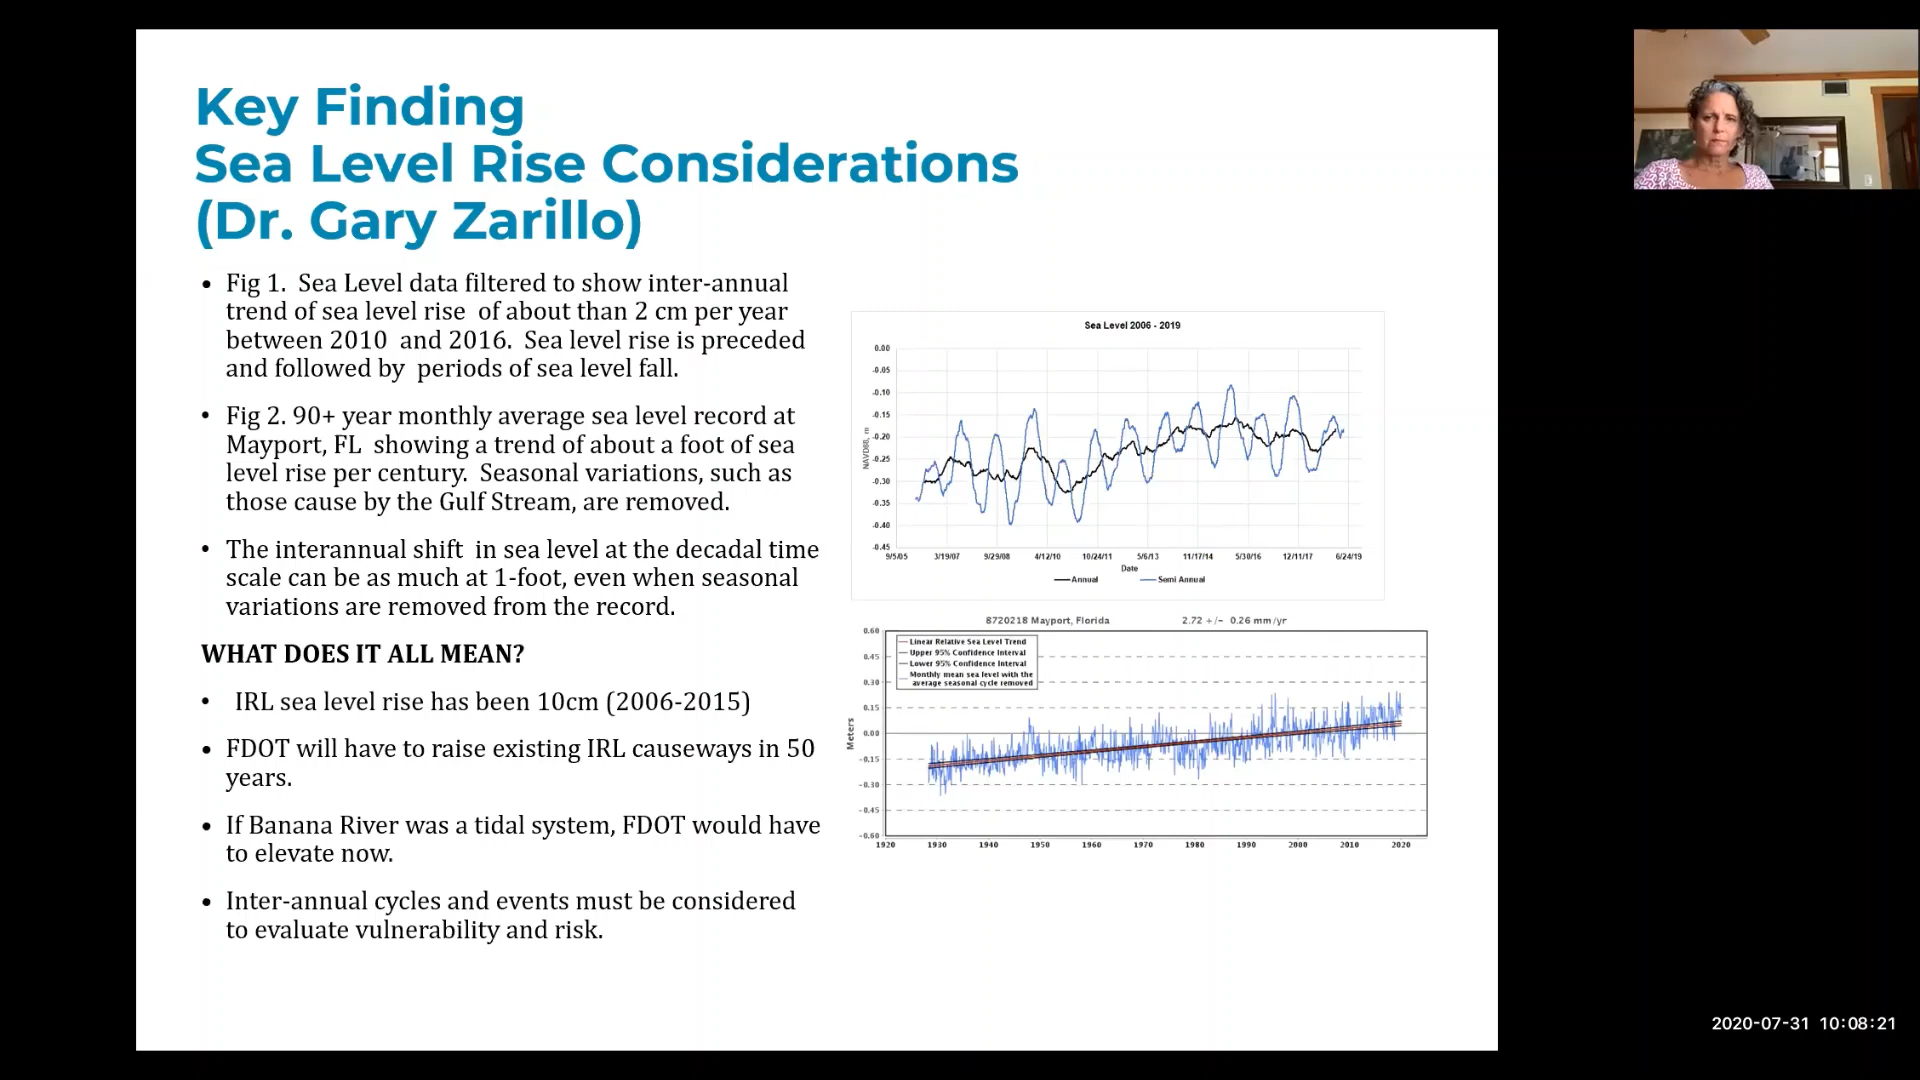 Key Finding
Sea Level Rise Considerations
(Dr. Gary Zarillo)
• Fig 1.  Sea Level data filtered to show inter-annual
trend of sea level rise  of about than 2 cm per year
between 2010  and 2016.  Sea level rise is preceded
and followed by  periods of sea level fall.
• Fig 2. 90+ year monthly average sea level record at
Mayport, FL  showing a trend of about a foot of sea
level rise per century.  Seasonal variations, such as
those cause by the Gulf Stream, are removed.
• The interannual shift  in sea level at the decadal time
scale can be as much at 1-foot, even when seasonal
variations are removed from the record.
WHAT DOES IT ALL MEAN?
• IRL sea level rise has been 10cm (2006-2015)
• FDOT will have to raise existing IRL causeways in 50
years.
• If Banana River was a tidal system, FDOT would have
to elevate now.
• Inter-annual cycles and events must be considered
to evaluate vulnerability and risk.
Sea Level 2006 - 2019
0.00
-0.05
-0.10
-0.15
-0.20
-0.25
-0.30
-0.35
-0.40
-0.45
NAVD88, m
9/5/05 3/19/07 9/29/08 4/12/10 10/24/11 5/6/13 11/17/14 5/30/16 12/11/17 6/24/19
Date
Annual Semi Annual
8720218 Mayport, Florida 2.72 +/- 0.26 mm/yr
Linear Relative Sea Level Trend
Upper 95% Confidence Interval
Lower 95% Confidence Interval
Monthly mean sea level with the
average seasonal cycle removed
0.60
0.45
0.30
0.15
0.00
-0.15
-0.30
-0.45
-0.60
Meters
1920 1930 1940 1950 1960 1970 1980 1990 2000 2010 2020
2020-07-31 10:08:21